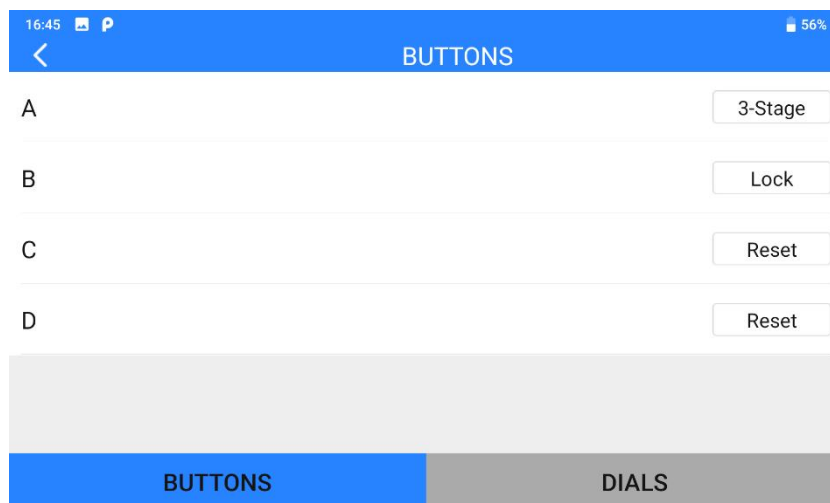 16:45 56%
BUTTONS
A 3-Stage
B Lock
C Reset
D Reset
BUTTONS DIALS